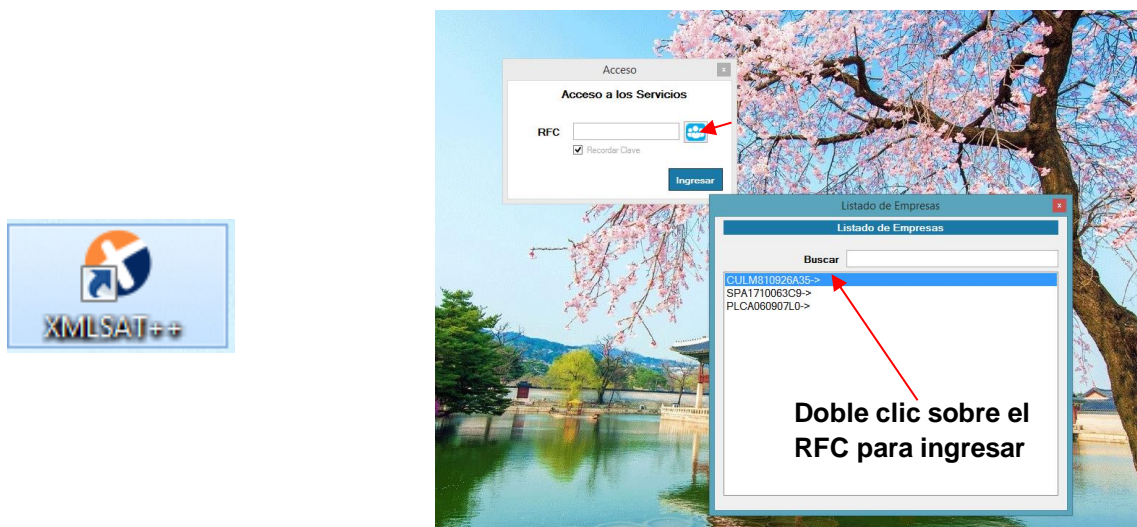 XMLSAT++
Acceso
x
Acceso a los Servicios
RFC
Recordar Clave
Ingresar
Listado de Empresas
x
Listado de Empresas
Buscar
CULM810926A35->
SPA1710063C9->
PLCA060907L0->
Doble clic sobre el
RFC para ingresar